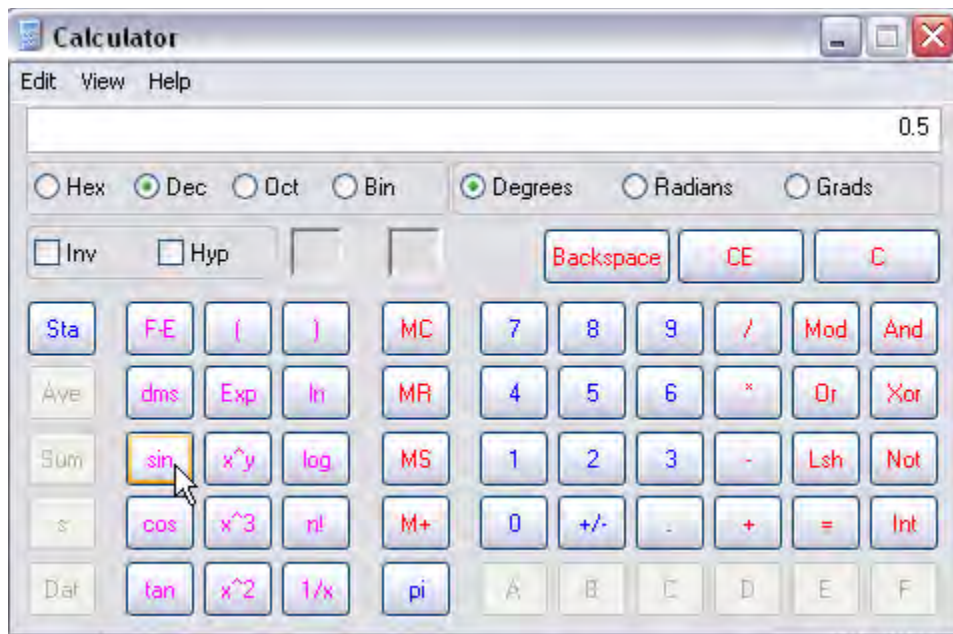 Calculator
Edit View Help
0.5
Hex Dec Oct Bin Degrees Radians Grads
Inv Hyp Backspace CE C
Sta F-E ( ) MC 7 8 9 / Mod And
Ave dms Exp ln MR 4 5 6 * Or Xor
Sum sin x^y log MS 1 2 3 - Lsh Not
s cos x^3 n! M+ 0 +/- . + = Int
Dat tan x^2 1/x pi A B C D E F